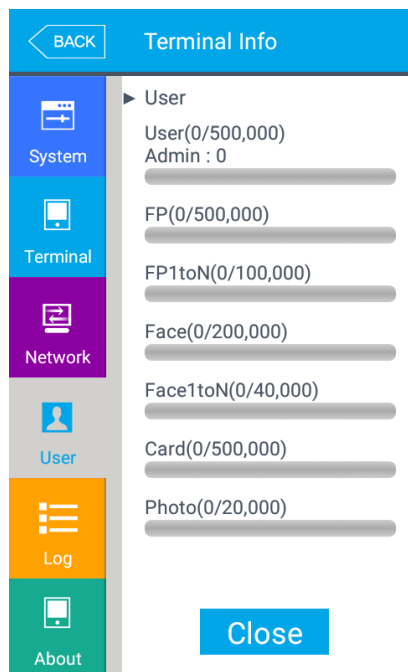 BACK
Terminal Info
System
Terminal
Network
User
Log
About
► User
User(0/500,000)
Admin : 0
FP(0/500,000)
FP1toN(0/100,000)
Face(0/200,000)
Face1toN(0/40,000)
Card(0/500,000)
Photo(0/20,000)
Close